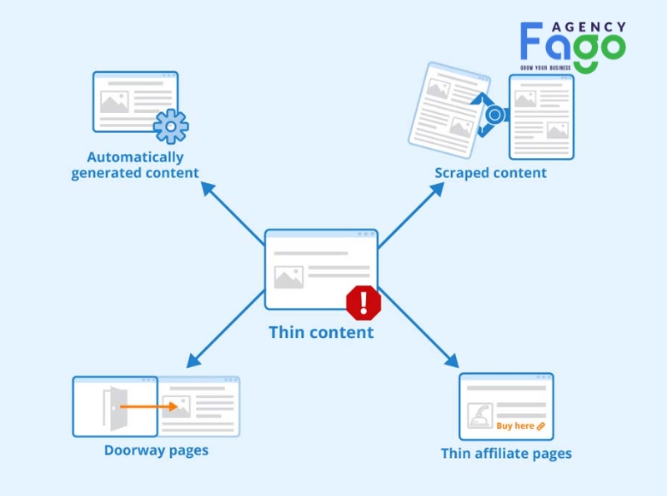 AGENCY
Fago
GROW YOUR BUSINESS
Automatically
generated content
Scraped content
Thin content
Doorway pages
Buy here
Thin affiliate pages